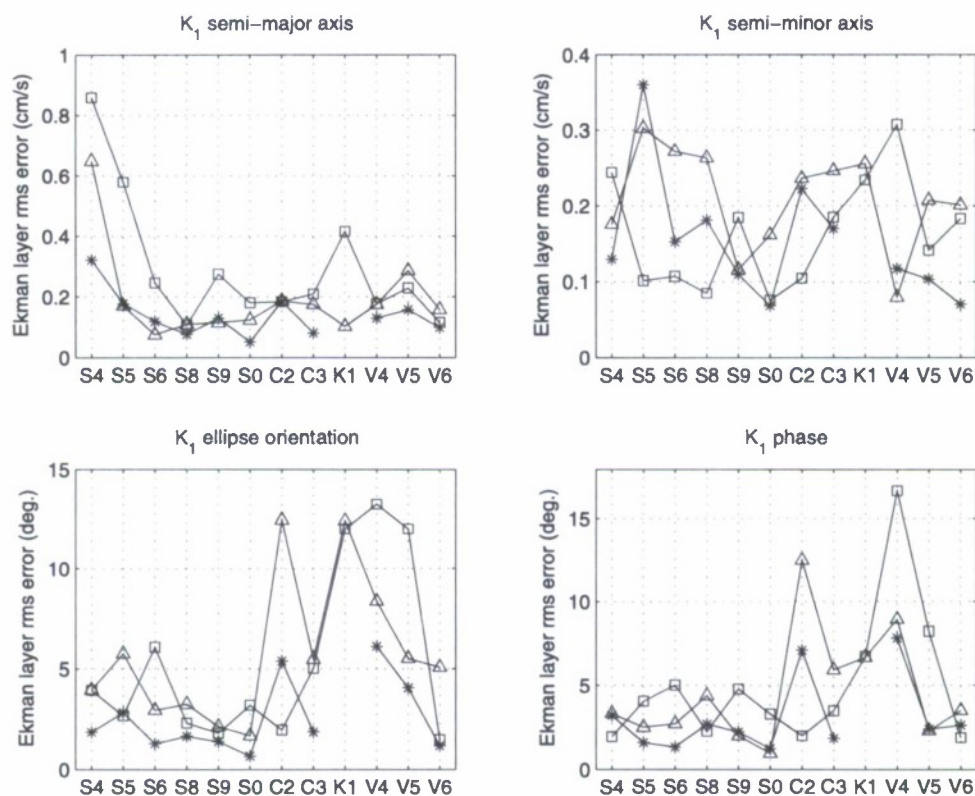 K1 semi-major axis
Ekman layer rms error (cm/s)
1
0.8
0.6
0.4
0.2
0
S4 S5 S6 S8 S9 S0 C2 C3 K1 V4 V5 V6
K1 semi-minor axis
Ekman layer rms error (cm/s)
0.4
0.3
0.2
0.1
0
S4 S5 S6 S8 S9 S0 C2 C3 K1 V4 V5 V6
K1 ellipse orientation
Ekman layer rms error (deg.)
15
10
5
0
S4 S5 S6 S8 S9 S0 C2 C3 K1 V4 V5 V6
K1 phase
Ekman layer rms error (deg.)
15
10
5
0
S4 S5 S6 S8 S9 S0 C2 C3 K1 V4 V5 V6